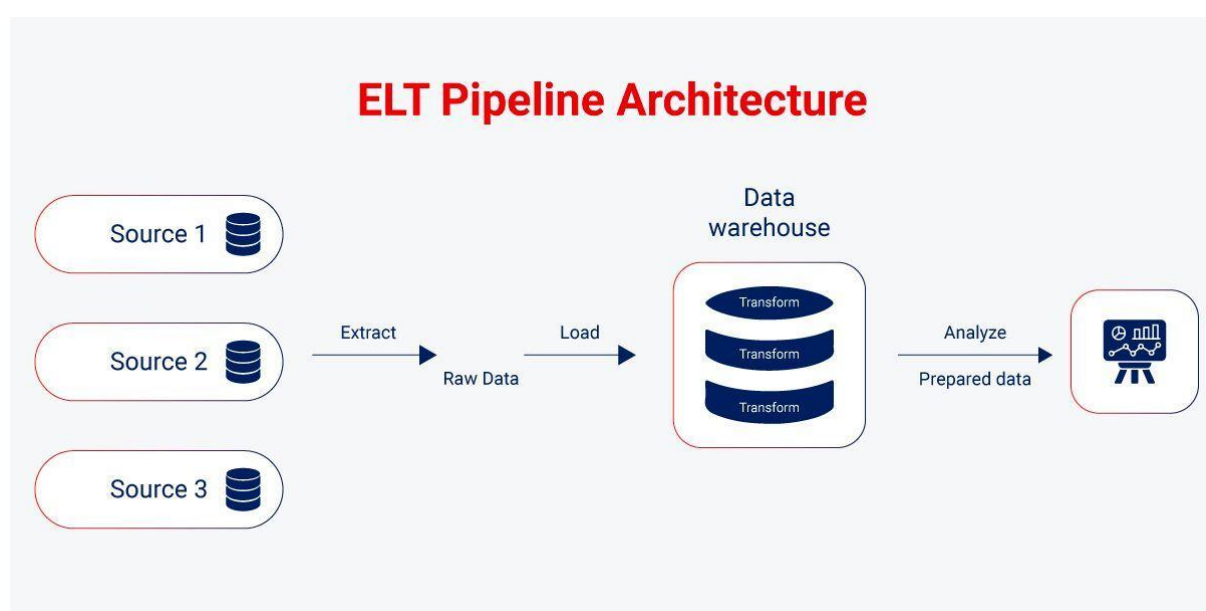 ELT Pipeline Architecture
Source 1
Source 2
Source 3
Extract
Raw Data
Load
Data
warehouse
Transform
Transform
Transform
Analyze
Prepared data